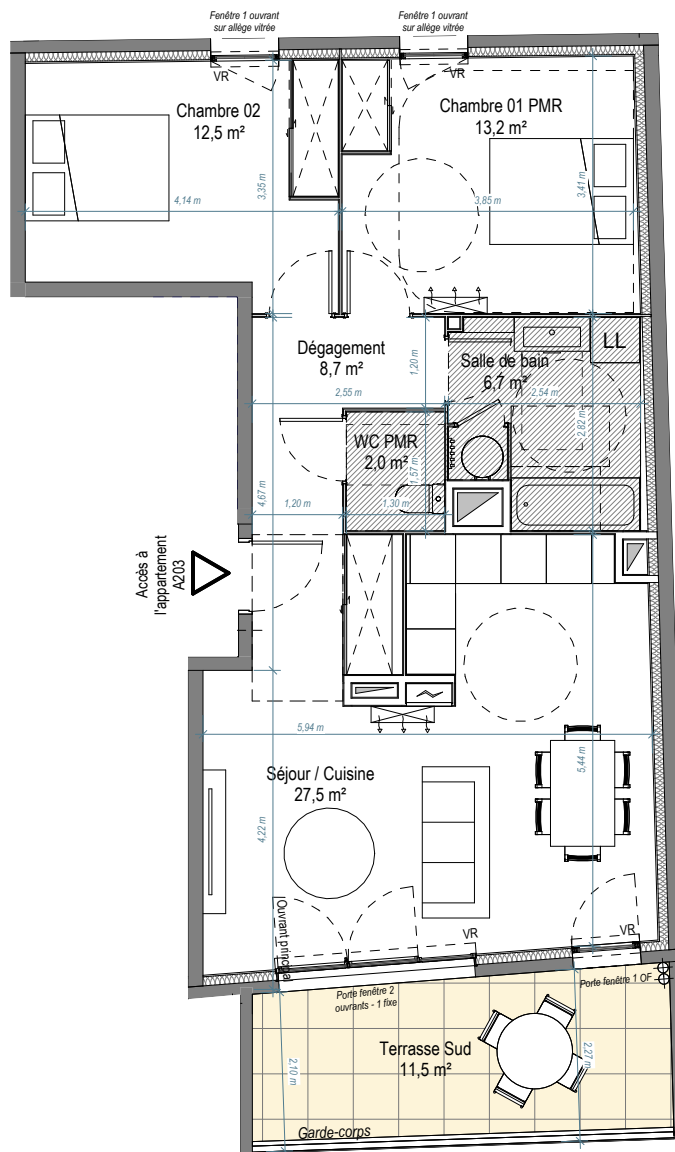 Fenêtre 1 ouvrant
sur allège vitrée
Fenêtre 1 ouvrant
sur allège vitrée
VR
VR
Chambre 02
12,5 m²
Chambre 01 PMR
13,2 m²
3,35 m
3,41 m
4,14 m
3,85 m
Dégagement
8,7 m²
1,20 m
Salle de bain
6,7 m²
LL
2,55 m
2.54 m
2,82 m
WC PMR
2,0 m²
1,57 m
4,67 m
1,20 m
1.30 m
Accès à
l'appartement
A203
5,94 m
5,44 m
Séjour / Cuisine
27,5 m²
4,22 m
Ouvrant principal
VR
VR
Porte fenêtre 2
ouvrants - 1 fixe
Porte fenêtre 1 OF
Terrasse Sud
11,5 m²
2,10 m
2,27 m
Garde-corps